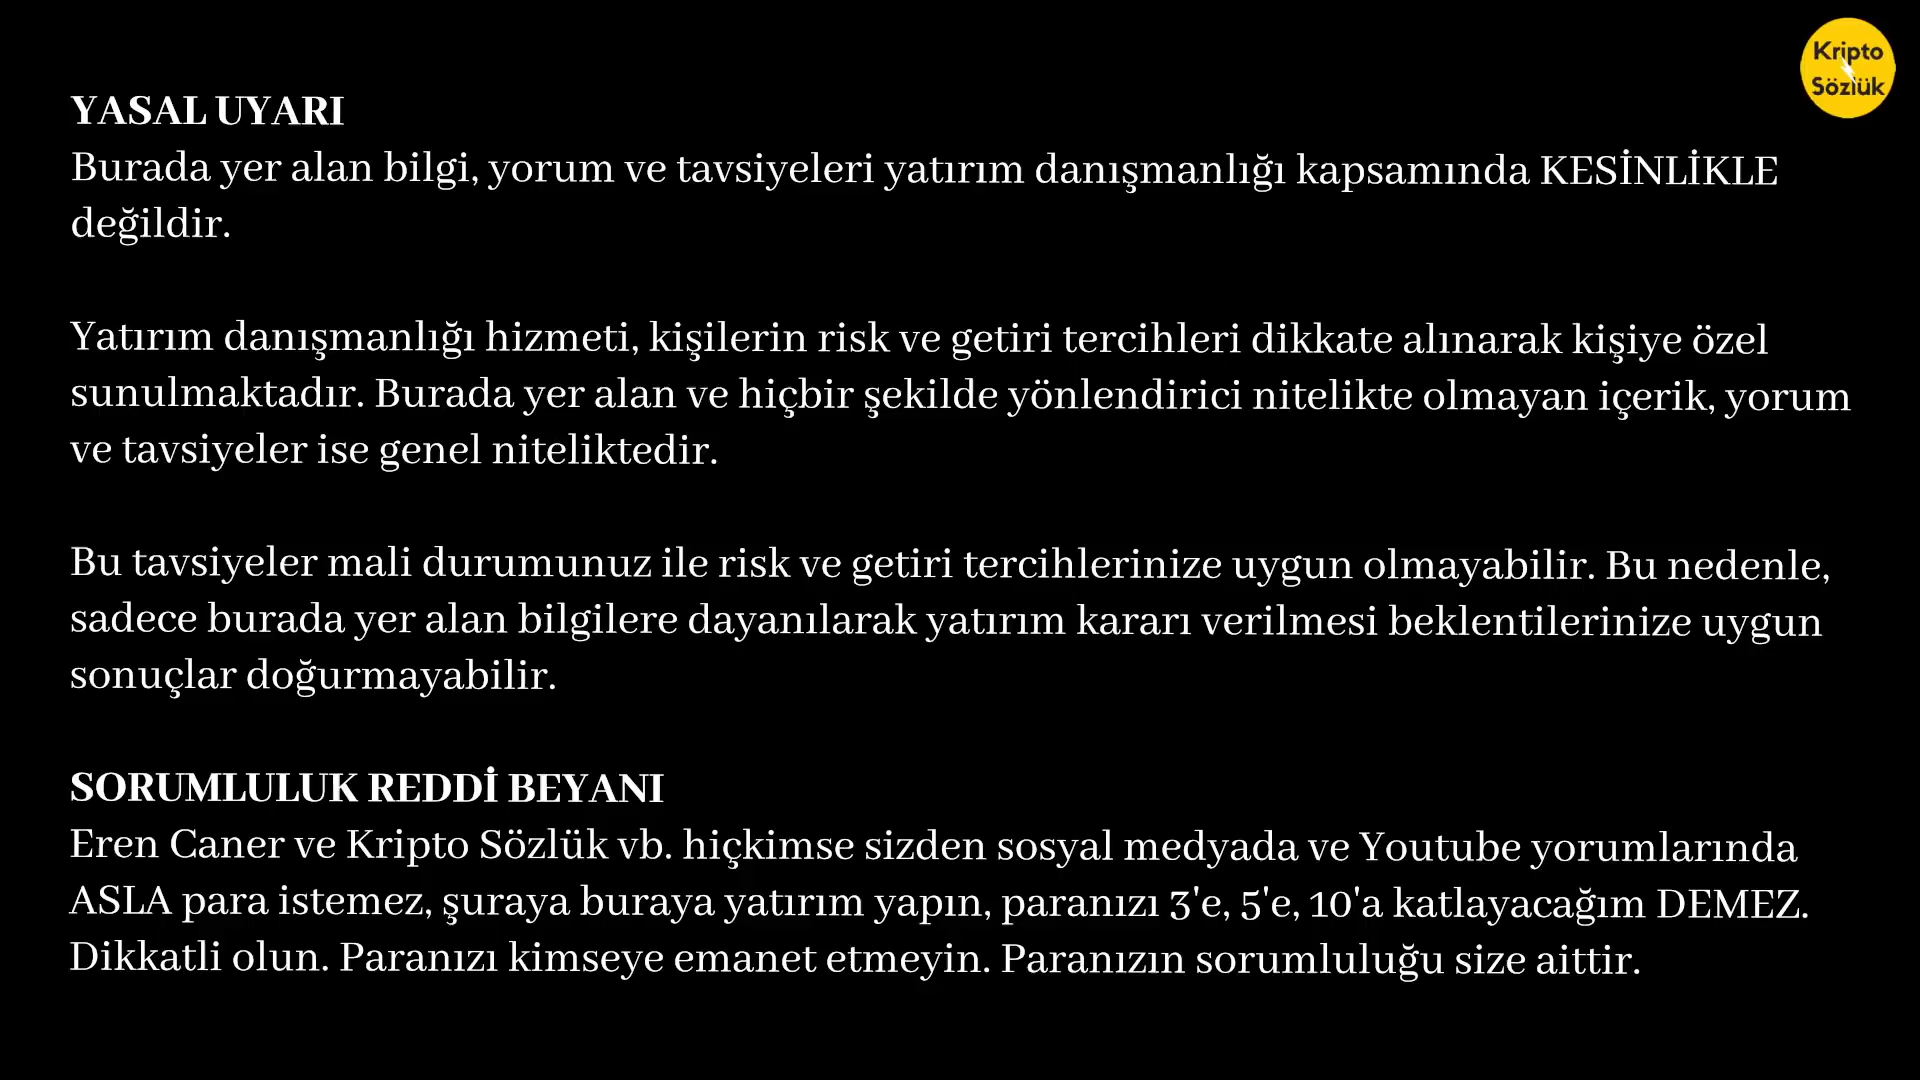 Kripto
Sözlük
YASAL UYARI
Burada yer alan bilgi, yorum ve tavsiyeleri yatırım danışmanlığı kapsamında KESİNLİKLE
değildir.
Yatırım danışmanlığı hizmeti, kişilerin risk ve getiri tercihleri dikkate alınarak kişiye özel
sunulmaktadır. Burada yer alan ve hiçbir şekilde yönlendirici nitelikte olmayan içerik, yorum
ve tavsiyeler ise genel niteliktedir.
Bu tavsiyeler mali durumunuz ile risk ve getiri tercihlerinize uygun olmayabilir. Bu nedenle,
sadece burada yer alan bilgilere dayanılarak yatırım kararı verilmesi beklentilerinize uygun
sonuçlar doğurmayabilir.
SORUMLULUK REDDİ BEYANI
Eren Caner ve Kripto Sözlük vb. hiçkimse sizden sosyal medyada ve Youtube yorumlarında
ASLA para istemez, şuraya buraya yatırım yapın, paranızı 3'e, 5'e, 10'a katlayacağım DEMEZ.
Dikkatli olun. Paranızı kimseye emanet etmeyin. Paranızın sorumluluğu size aittir.